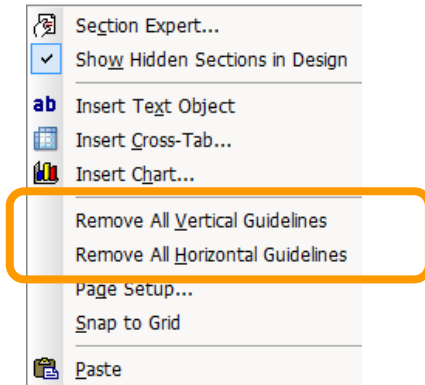 Section Expert...
Show Hidden Sections in Design
ab Insert Text Object
Insert Cross-Tab...
Insert Chart...
Remove All Vertical Guidelines
Remove All Horizontal Guidelines
Page Setup...
Snap to Grid
Paste